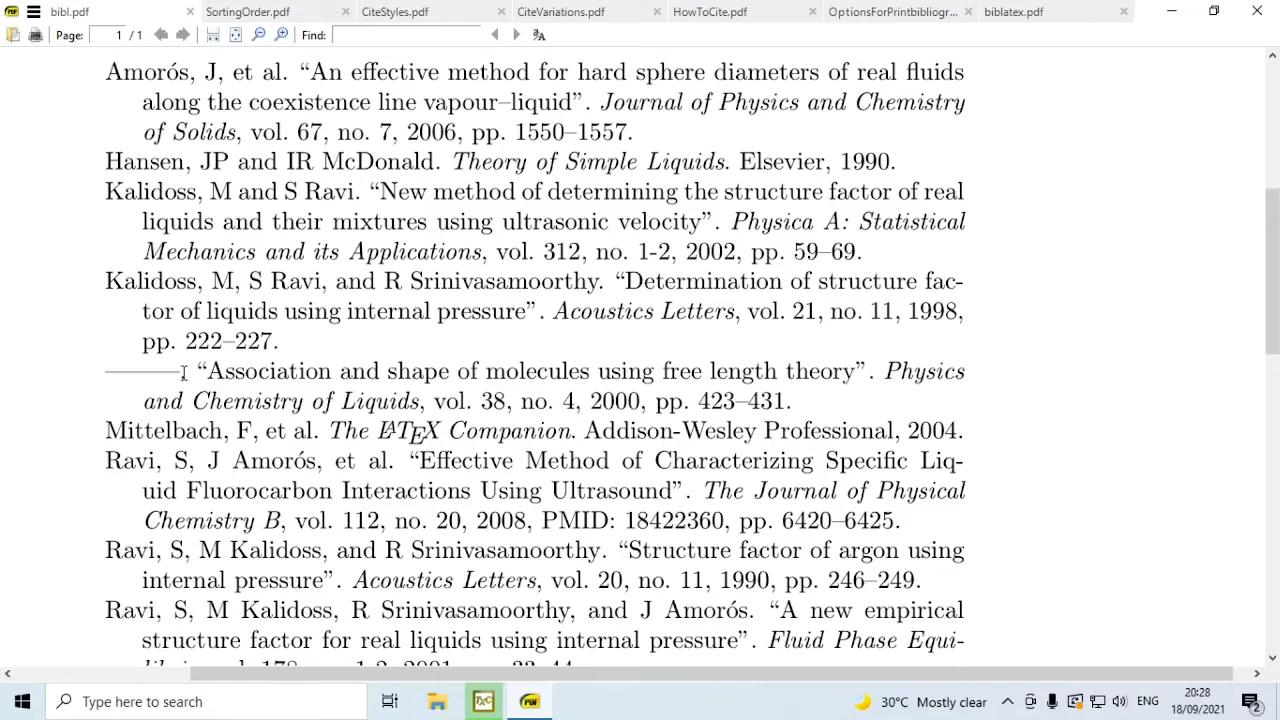 bibl.pdf
SortingOrder.pdf
CiteStyles.pdf
CiteVariations.pdf
HowToCite.pdf
OptionsForPrintbibliogr...
biblatex.pdf
Page: 1 / 1 Find:
Amorós, J, et al. “An effective method for hard sphere diameters of real fluids
along the coexistence line vapour–liquid”. Journal of Physics and Chemistry
of Solids, vol. 67, no. 7, 2006, pp. 1550–1557.
Hansen, JP and IR McDonald. Theory of Simple Liquids. Elsevier, 1990.
Kalidoss, M and S Ravi. “New method of determining the structure factor of real
liquids and their mixtures using ultrasonic velocity”. Physica A: Statistical
Mechanics and its Applications, vol. 312, no. 1-2, 2002, pp. 59–69.
Kalidoss, M, S Ravi, and R Srinivasamoorthy. “Determination of structure fac-
tor of liquids using internal pressure”. Acoustics Letters, vol. 21, no. 11, 1998,
pp. 222–227.
———. “Association and shape of molecules using free length theory”. Physics
and Chemistry of Liquids, vol. 38, no. 4, 2000, pp. 423–431.
Mittelbach, F, et al. The LATEX Companion. Addison-Wesley Professional, 2004.
Ravi, S, J Amorós, et al. “Effective Method of Characterizing Specific Liq-
uid Fluorocarbon Interactions Using Ultrasound”. The Journal of Physical
Chemistry B, vol. 112, no. 20, 2008, PMID: 18422360, pp. 6420–6425.
Ravi, S, M Kalidoss, and R Srinivasamoorthy. “Structure factor of argon using
internal pressure”. Acoustics Letters, vol. 20, no. 11, 1990, pp. 246–249.
Ravi, S, M Kalidoss, R Srinivasamoorthy, and J Amorós. “A new empirical
structure factor for real liquids using internal pressure”. Fluid Phase Equi-
Type here to search
30°C Mostly clear
ENG
20:28
18/09/2021
2